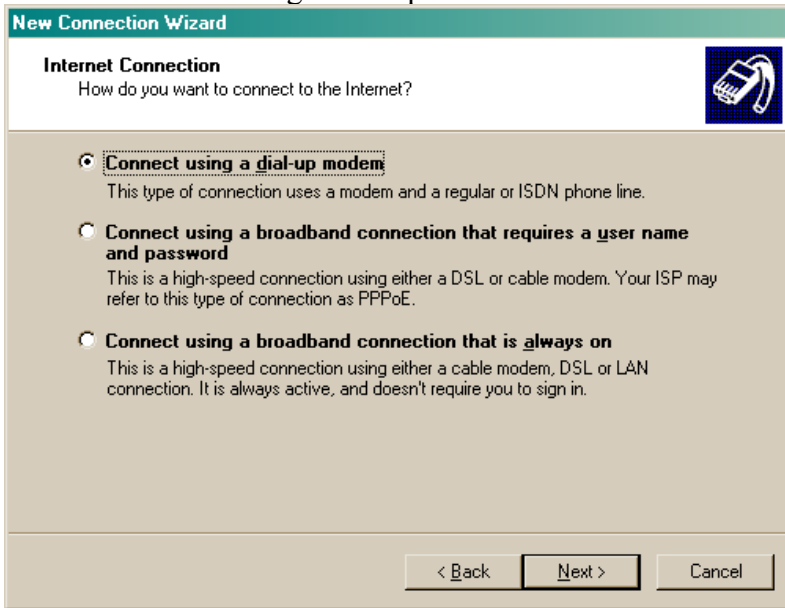 New Connection Wizard
Internet Connection
How do you want to connect to the Internet?
Connect using a dial-up modem
This type of connection uses a modem and a regular or ISDN phone line.
Connect using a broadband connection that requires a user name
and password
This is a high-speed connection using either a DSL or cable modem. Your ISP may
refer to this type of connection as PPPoE.
Connect using a broadband connection that is always on
This is a high-speed connection using either a cable modem, DSL or LAN
connection. It is always active, and doesn't require you to sign in.
< Back
Next >
Cancel